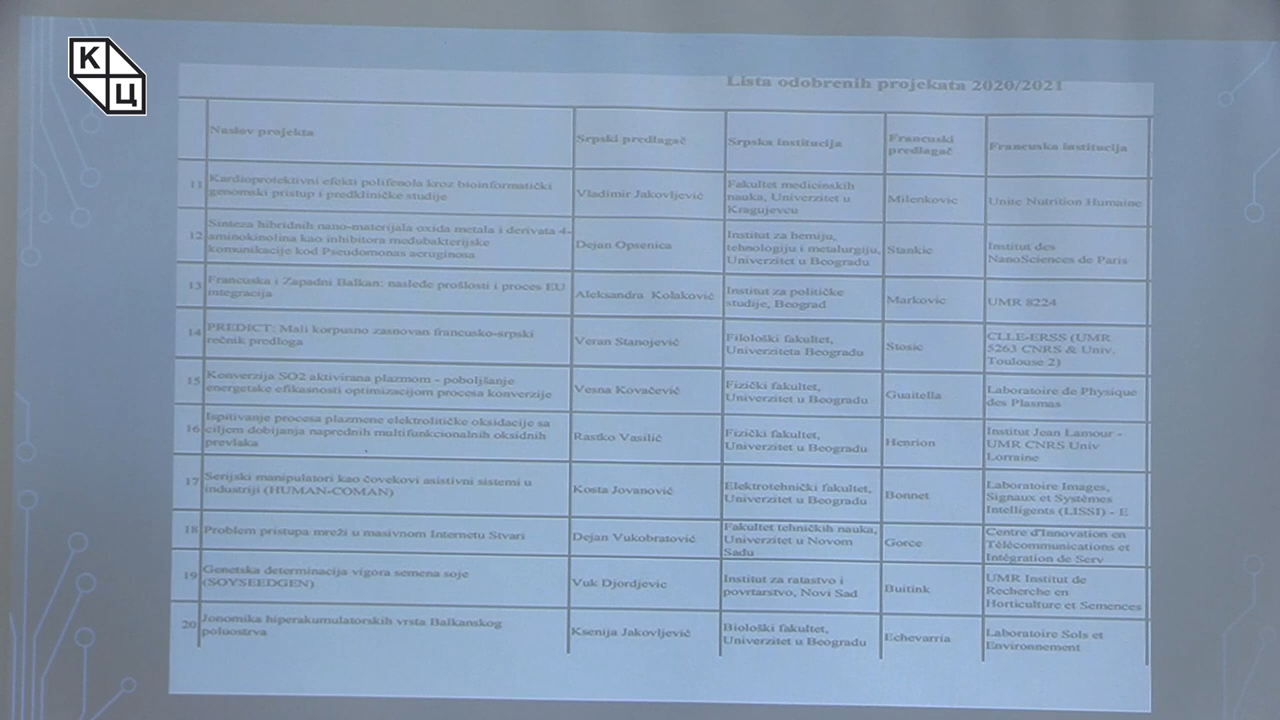 К
Ц
Lista odobrenih projekata 2020/2021
Naslov projekta
Srpski predlagač
Srpska institucija
Francuski
predlagač
Francuska institucija
11
Kardioprotektivni efekti polifenola kroz bioinformatički
genomski pristup i predkliničke studije
Vladimir Jakovljević
Fakultet medicinskih
nauka, Univerzitet u
Kragujevcu
Milenkovic
Unite Nutrition Humaine
12
Sinteza hibridnih nano-materijala oxida metala i derivata 4-
aminokinolina kao inhibitora međubakterijske
komunikacije kod Pseudomonas aeruginosa
Dejan Opsenica
Institut za hemiju,
tehnologiju i metalurgiju,
Univerzitet u Beogradu
Stankic
Institut des
NanoSciences de Paris
13
Francuska i Zapadni Balkan: nasleđe prošlosti i proces EU
integracija
Aleksandra Kolaković
Institut za političke
studije, Beograd
Markovic
UMR 8224
14
PREDICT: Mali korpusno zasnovan francusko-srpski
rečnik predloga
Veran Stanojević
Filološki fakultet,
Univerziteta Beogradu
Stosic
CLLE-ERSS (UMR
5263 CNRS & Univ.
Toulouse 2)
15
Konverzija SO2 aktivirana plazmom - poboljšanje
energetske efikasnosti optimizacijom procesa konverzije
Vesna Kovačević
Fizički fakultet,
Univerzitet u Beogradu
Guaitella
Laboratoire de Physique
des Plasmas
16
Ispitivanje procesa plazmene elektrolitičke oksidacije sa
ciljem dobijanja naprednih multifunkcionalnih oksidnih
prevlaka
Rastko Vasilić
Fizički fakultet,
Univerzitet u Beogradu
Henrion
Institut Jean Lamour -
UMR CNRS Univ
Lorraine
17
Serijski manipulatori kao čovekovi asistivni sistemi u
industriji (HUMAN-COMAN)
Kosta Jovanović
Elektrotehnički fakultet,
Univerzitet u Beogradu
Bonnet
Laboratoire Images,
Signaux et Systèmes
Intelligents (LISSI) - E
18
Problem pristupa mreži u masivnom Internetu Stvari
Dejan Vukobratović
Fakultet tehničkih nauka,
Univerzitet u Novom
Sadu
Gorce
Centre d'Innovation en
Télécommunications et
Intégration de Serv
19
Genetska determinacija vigora semena soje
(SOYSEEDGEN)
Vuk Djordjevic
Institut za ratastvo i
povrtarstvo, Novi Sad
Buitink
UMR Institut de
Recherche en
Horticulture et Semences
20
Jonomika hiperakumulatorskih vrsta Balkanskog
poluostrva
Ksenija Jakovljević
Biološki fakultet,
Univerzitet u Beogradu
Echevarria
Laboratoire Sols et
Environnement